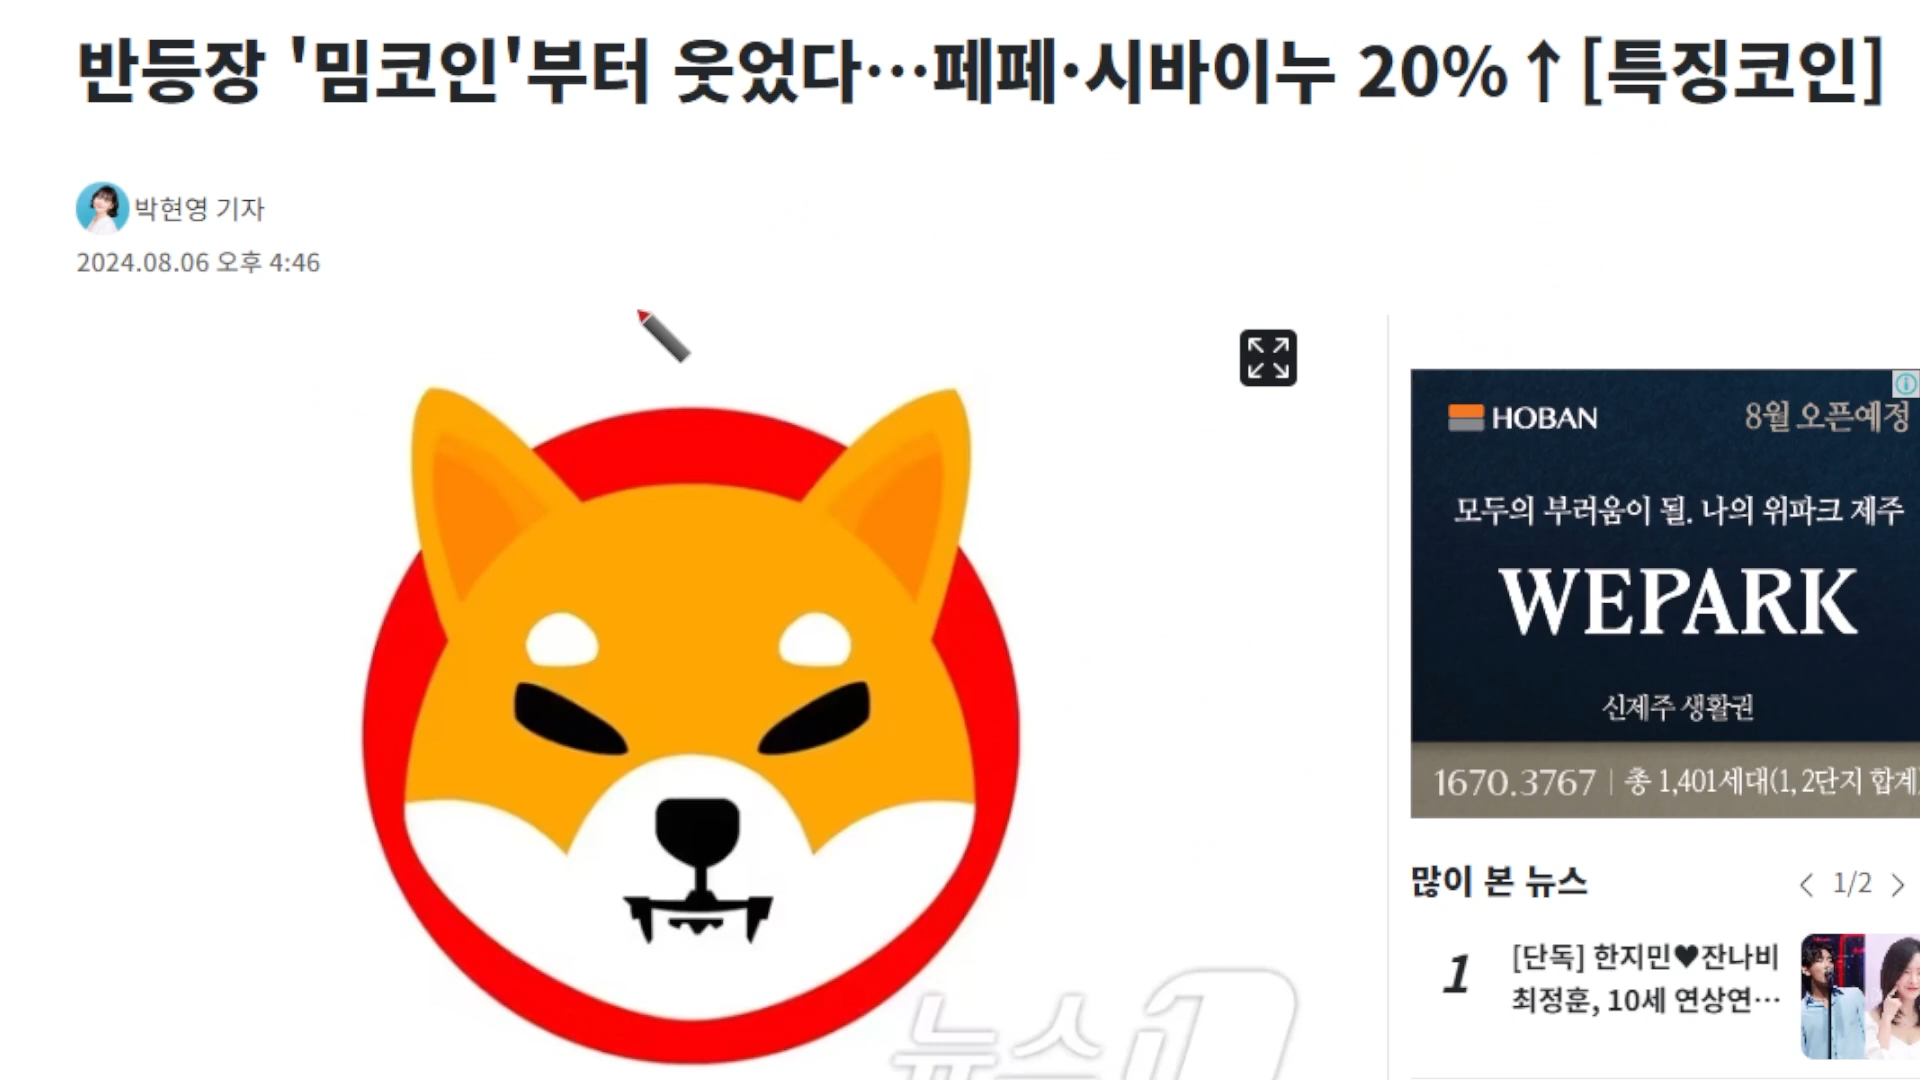 반등장 '밈코인'부터 웃었다…페페·시바이누 20%↑[특징코인]
박현영 기자
2024.08.06 오후 4:46
HOBAN
8월 오픈예정
모두의 부러움이 될. 나의 위파크 제주
WEPARK
신제주 생활권
1670.3767 | 총 1,401세대(1, 2단지 합계)
많이 본 뉴스
1/2
1
[단독] 한지민♥잔나비
최정훈, 10세 연상연…
뉴스1